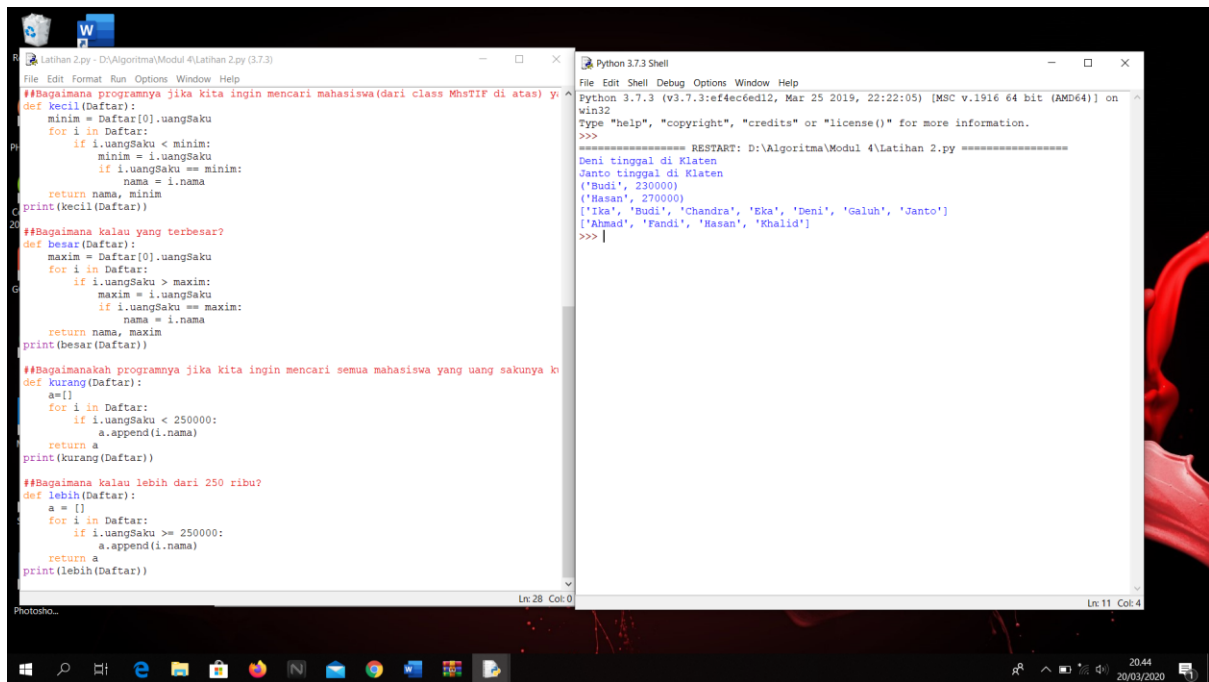 Latihan 2.py - D:\Algoritma\Modul 4\Latihan 2.py (3.7.3)
File Edit Format Run Options Window Help
##Bagaimana programnya jika kita ingin mencari mahasiswa(dari class MhsTIF di atas)
def kecil(Daftar):
    minim = Daftar[0].uangSaku
    for i in Daftar:
        if i.uangSaku < minim:
            minim = i.uangSaku
            if i.uangSaku == minim:
                nama = i.nama
    return nama, minim
print(kecil(Daftar))
##Bagaimana kalau yang terbesar?
def besar(Daftar):
    maxim = Daftar[0].uangSaku
    for i in Daftar:
        if i.uangSaku > maxim:
            maxim = i.uangSaku
            if i.uangSaku == maxim:
                nama = i.nama
    return nama, maxim
print(besar(Daftar))
##Bagaimanakah programnya jika kita ingin mencari semua mahasiswa yang uang sakunya
def kurang(Daftar):
    a=[]
    for i in Daftar:
        if i.uangSaku < 250000:
            a.append(i.nama)
    return a
print(kurang(Daftar))
##Bagaimana kalau lebih dari 250 ribu?
def lebih(Daftar):
    a = []
    for i in Daftar:
        if i.uangSaku >= 250000:
            a.append(i.nama)
    return a
print(lebih(Daftar))
Ln: 28 Col: 0
Python 3.7.3 Shell
File Edit Shell Debug Options Window Help
Python 3.7.3 (v3.7.3:ef4ec6ed12, Mar 25 2019, 22:22:05) [MSC v.1916 64 bit (AMD64)] on
win32
Type "help", "copyright", "credits" or "license()" for more information.
>>>
================= RESTART: D:\Algoritma\Modul 4\Latihan 2.py =================
Deni tinggal di Klaten
Janto tinggal di Klaten
('Budi', 230000)
('Hasan', 270000)
['Ika', 'Budi', 'Chandra', 'Eka', 'Deni', 'Galuh', 'Janto']
['Ahmad', 'Fandi', 'Hasan', 'Khalid']
>>>
Ln: 11 Col: 4
Photosho...
20.44
20/03/2020